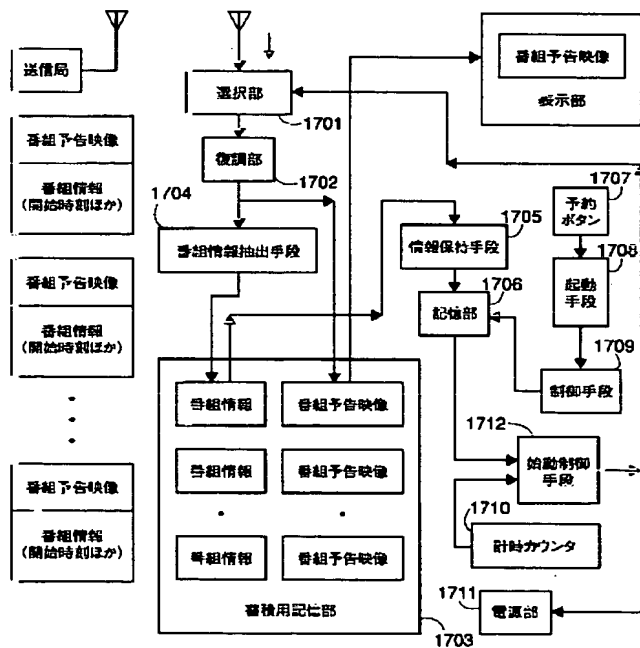 送信局
番組予告映像
番組情報
(開始時刻ほか)
番組予告映像
番組情報
(開始時刻ほか)
番組予告映像
番組情報
(開始時刻ほか)
選択部
1701
復調部
1702
1704
番組情報抽出手段
番組予告映像
表示部
1707
予約
ボタン
1705
情報保持手段
1708
起動
手段
1706
記憶部
1709
制御手段
番組情報
番組予告映像
番組情報
番組予告映像
番組情報
番組予告映像
蓄積用記憶部
1703
1712
始動制御
手段
1710
計時カウンタ
1711
電源部